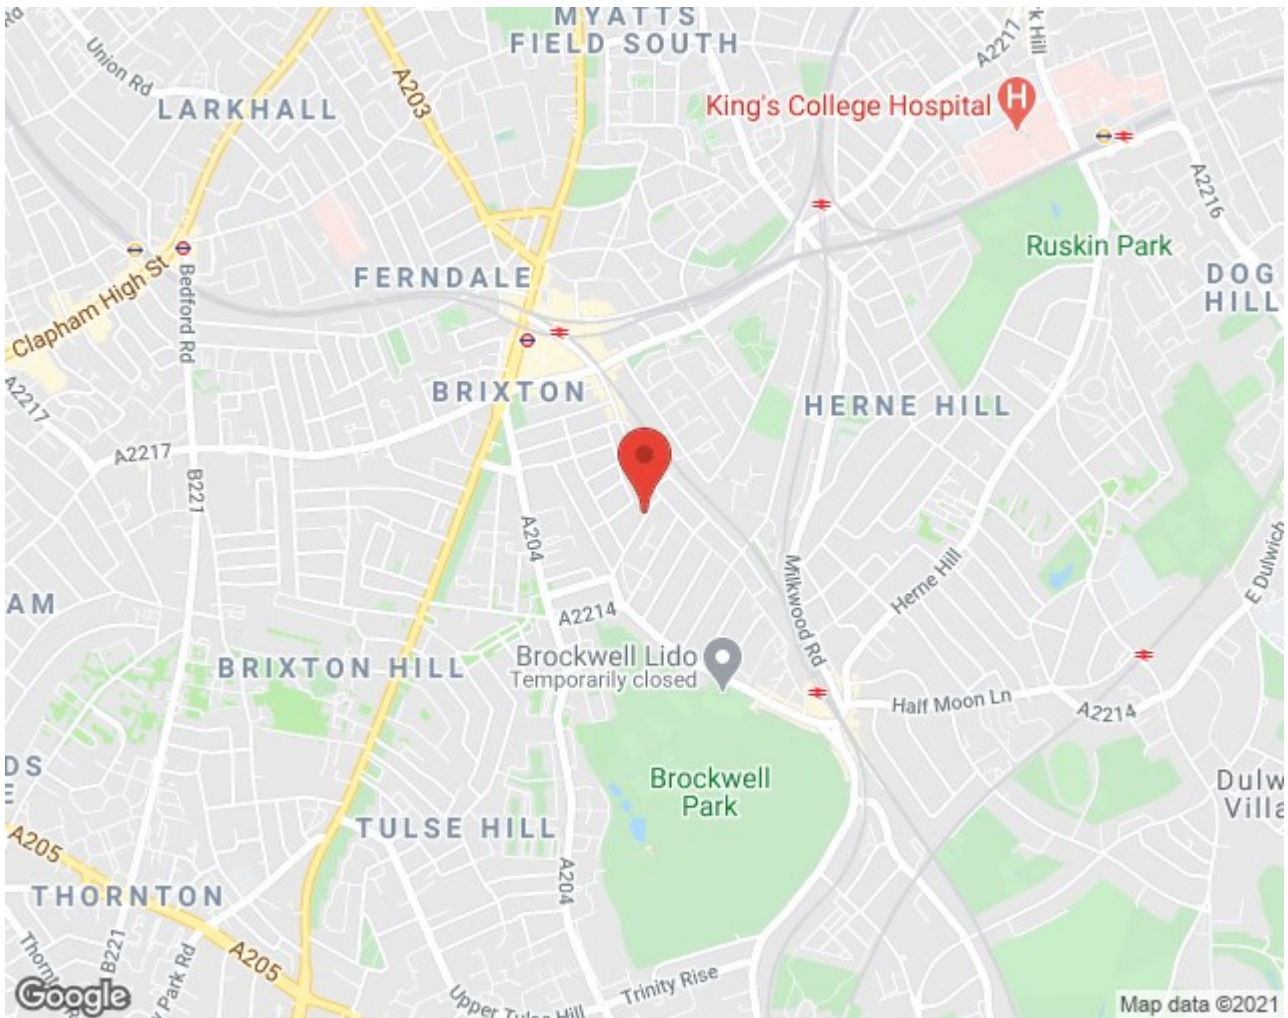 MYATTS
FIELD SOUTH
A2217
k Hill
Rd
Union Rd
A203
LARKHALL
King's College Hospital
H
A2216
Ruskin Park
DOG
HILL
FERNDALE
Clapham High St
Bedford Rd
BRIXTON
HERNE HILL
A2217
A2217
B221
A204
Milkwood Rd
Herne Hill
E Dulwich
AM
A2214
BRIXTON HILL
Brockwell Lido
Temporarily closed
Half Moon Ln
A2214
DS
E
Brockwell
Park
Dulw
Villa
TULSE HILL
A205
A204
THORNTON
B221
A205
Park Rd
Upper Tulse Hill
Trinity Rise
Google
Map data ©2021